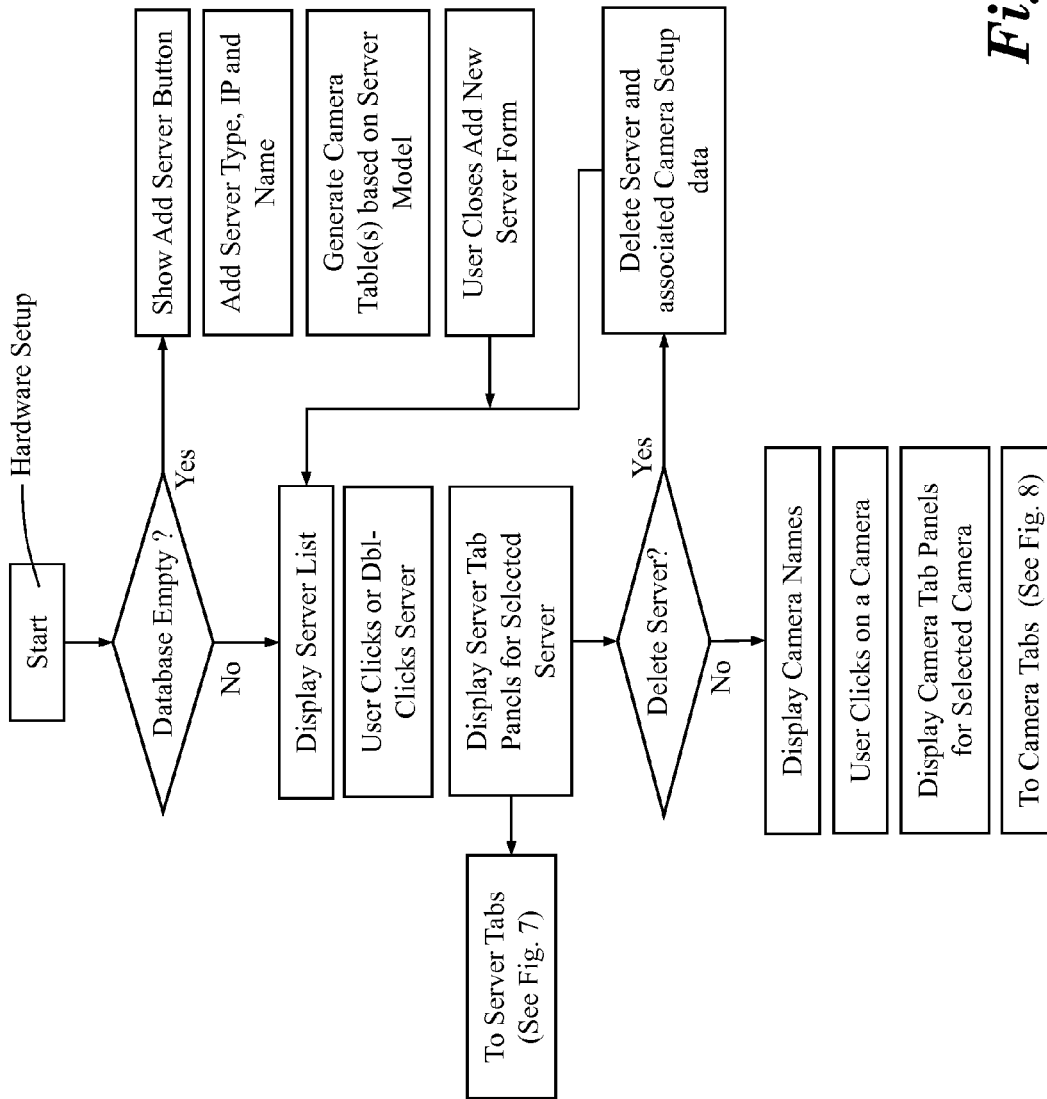 Hardware Setup
Start
Database Empty ?
Yes
No
Show Add Server Button
Add Server Type, IP and
Name
Generate Camera
Table(s) based on Server
Model
User Closes Add New
Server Form
Display Server List
User Clicks or Dbl-
Clicks Server
Display Server Tab
Panels for Selected
Server
To Server Tabs
(See Fig. 7)
Delete Server?
Yes
No
Delete Server and
associated Camera Setup
data
Display Camera Names
User Clicks on a Camera
Display Camera Tab Panels
for Selected Camera
To Camera Tabs (See Fig. 8)